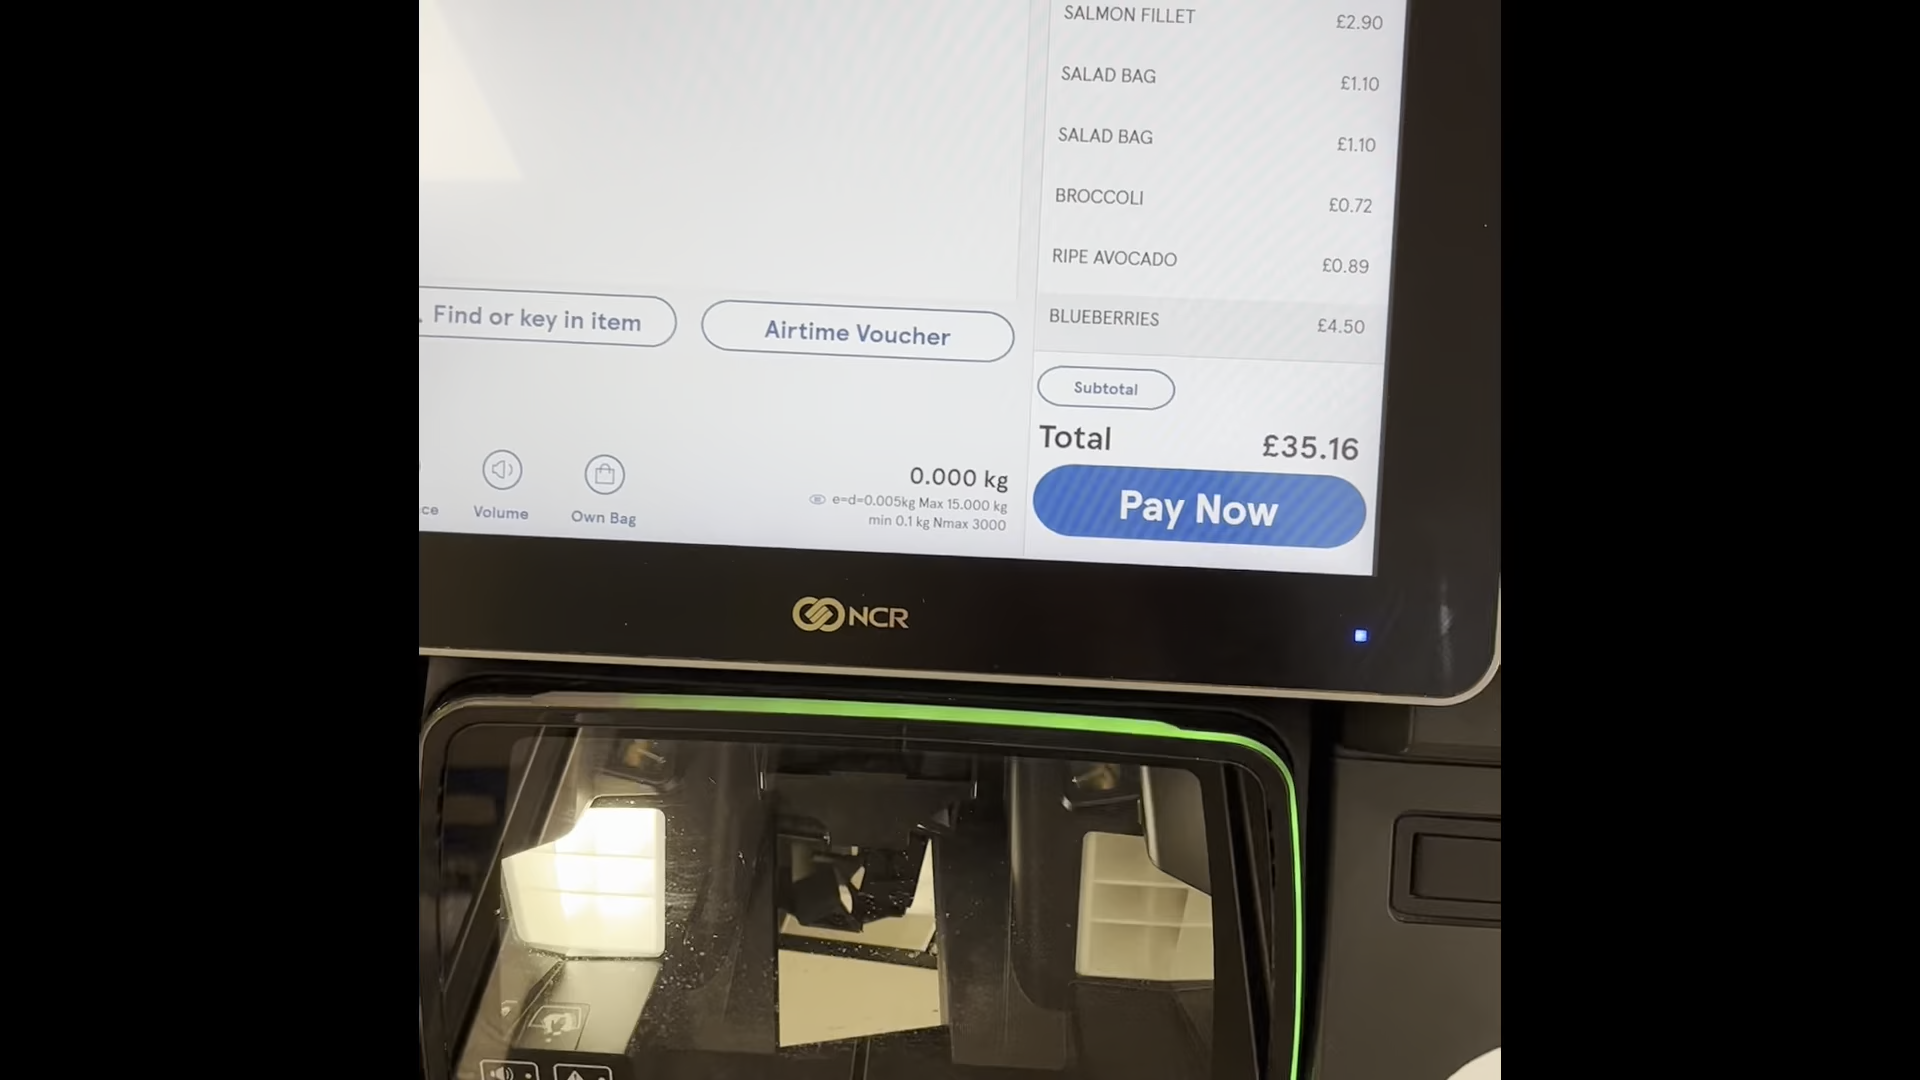 SALMON FILLET £2.90
SALAD BAG £1.10
SALAD BAG £1.10
BROCCOLI £0.72
RIPE AVOCADO £0.89
BLUEBERRIES £4.50
Find or key in item
Airtime Voucher
Subtotal
Total £35.16
Pay Now
0.000 kg
e=d=0.005kg Max 15.000 kg
min 0.1 kg Nmax 3000
ce
Volume
Own Bag
NCR